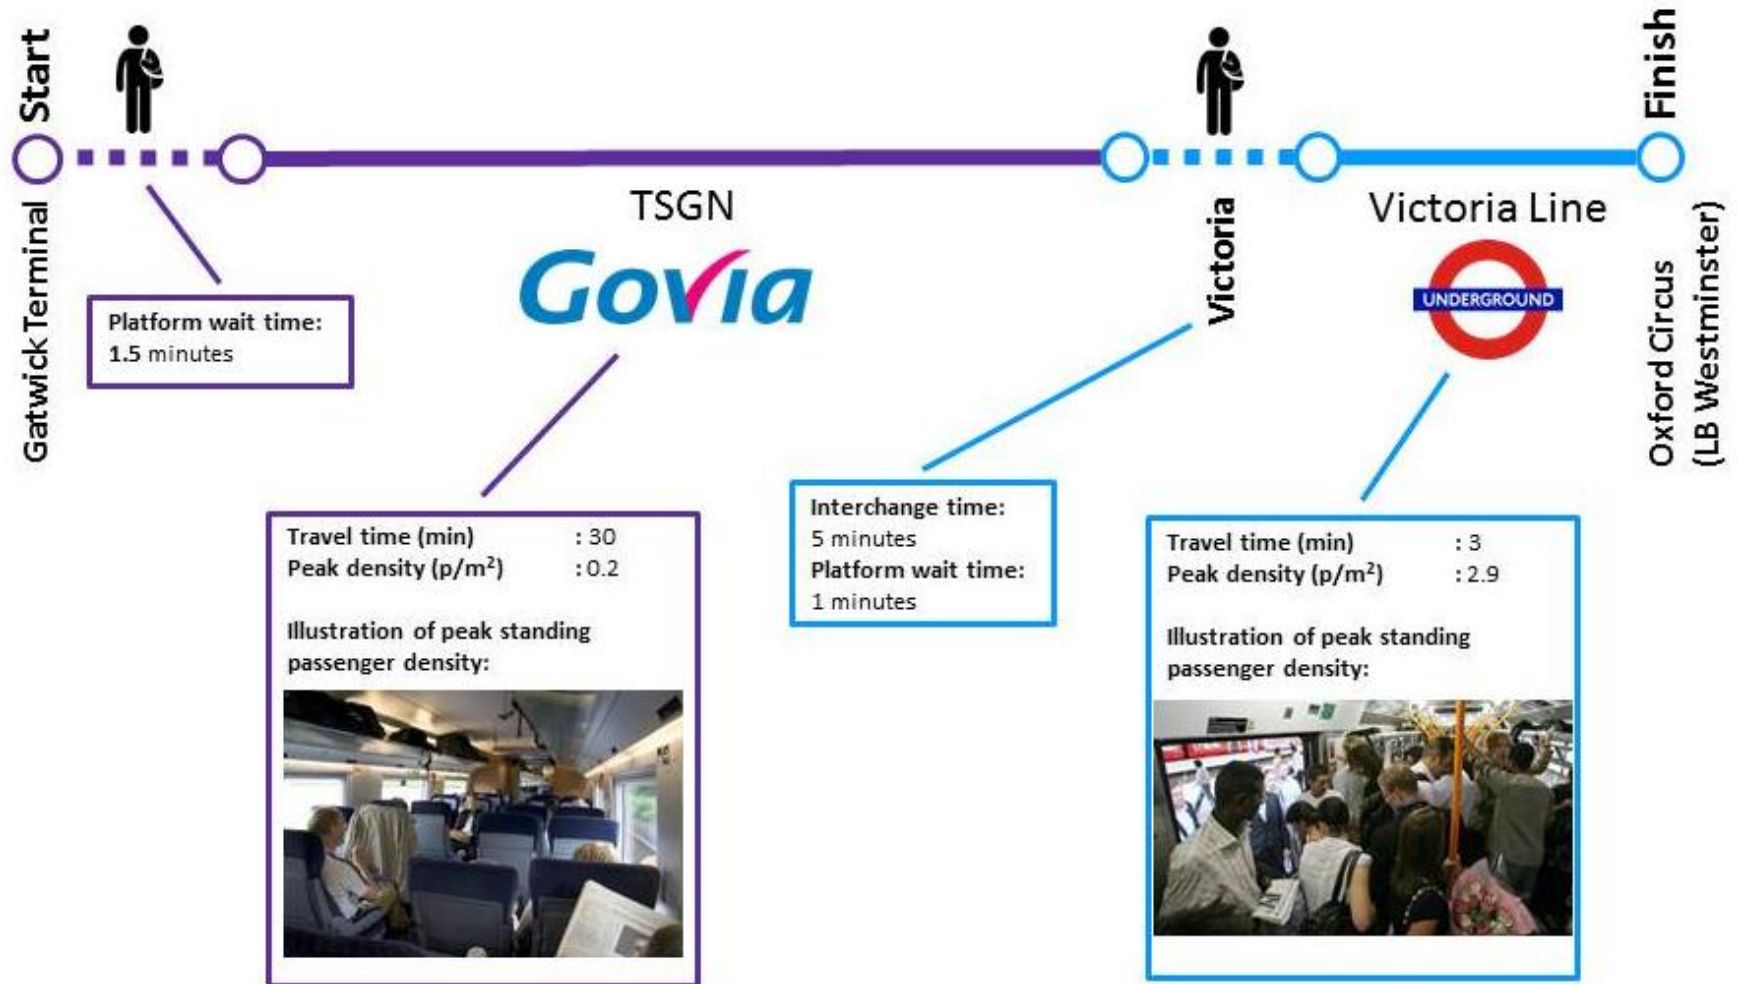 Start
Gatwick Terminal
Platform wait time:
1.5 minutes
TSGN
Govia
Travel time (min) : 30
Peak density (p/m²) : 0.2
Illustration of peak standing
passenger density:
Victoria
Interchange time:
5 minutes
Platform wait time:
1 minutes
Victoria Line
UNDERGROUND
Travel time (min) : 3
Peak density (p/m²) : 2.9
Illustration of peak standing
passenger density:
Finish
Oxford Circus
(LB Westminster)